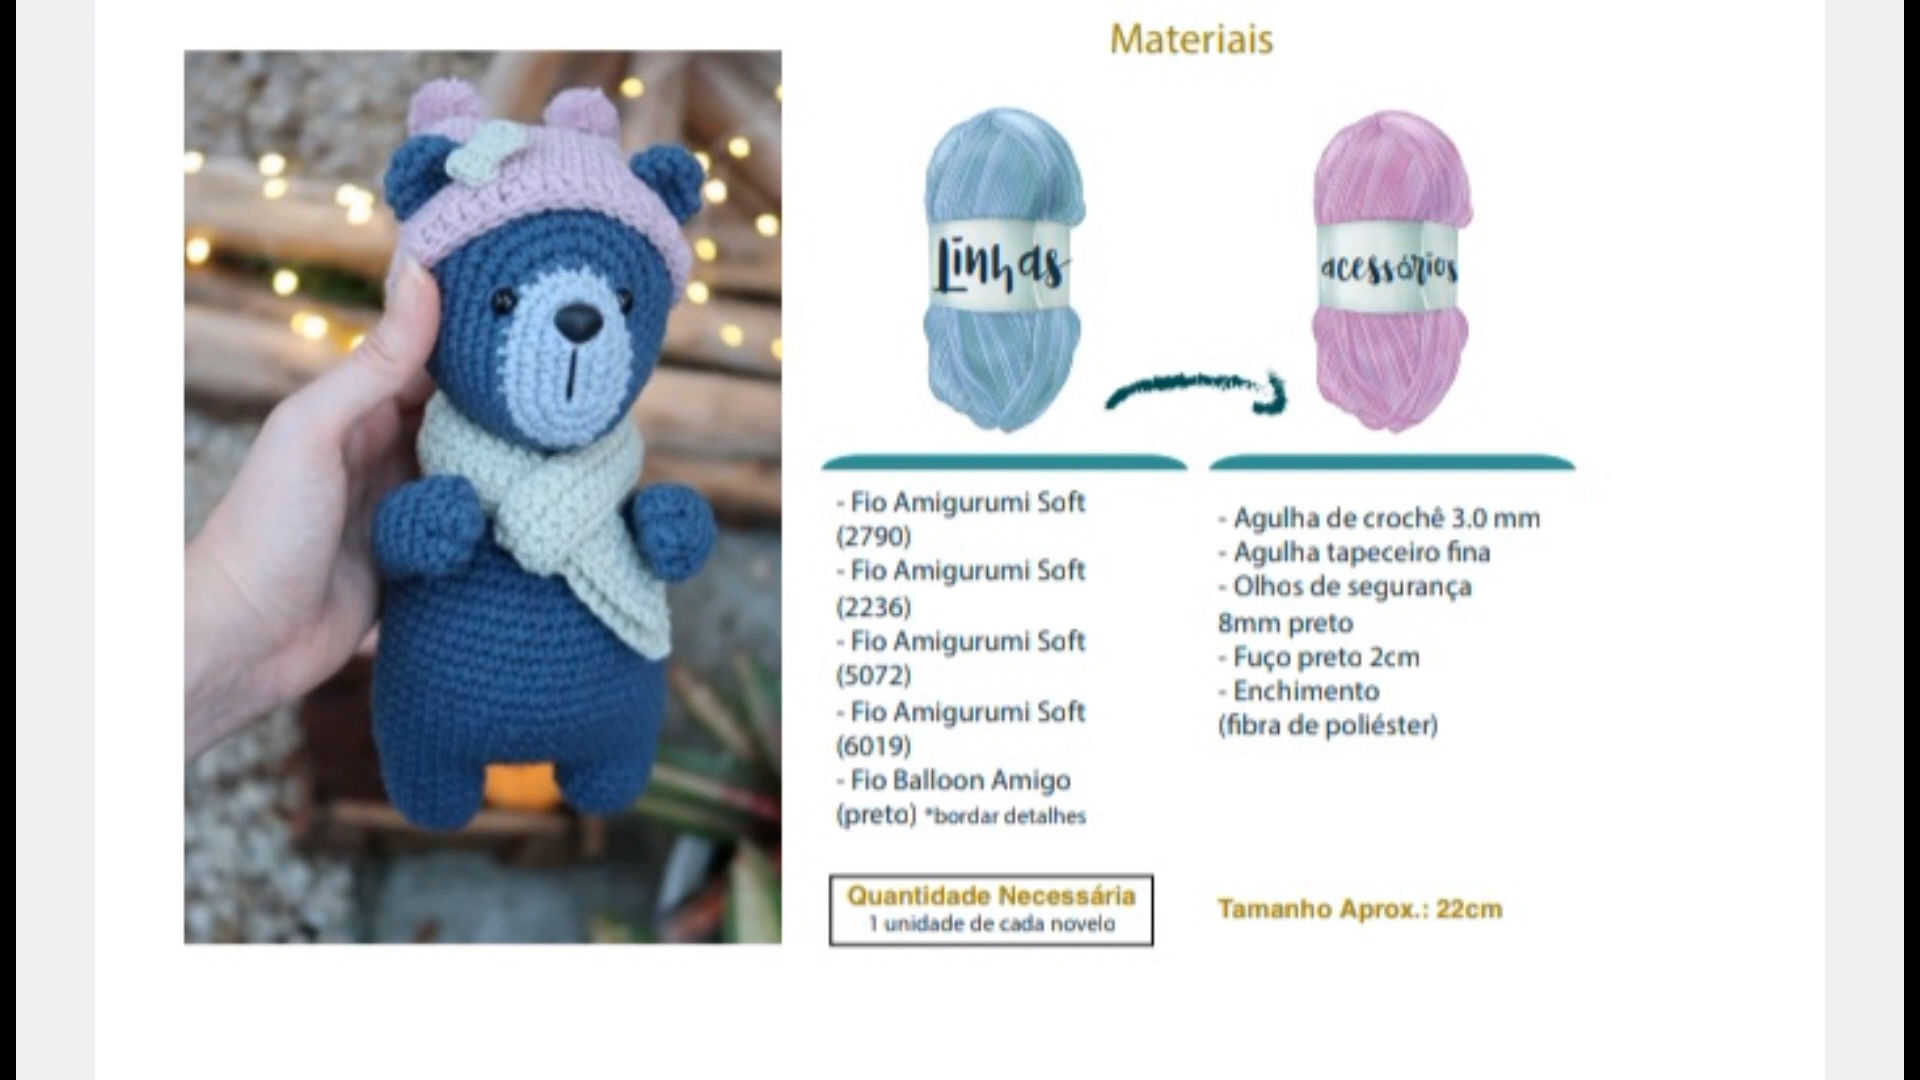 Materiais
Linhas
acessórios
- Fio Amigurumi Soft
(2790)
- Fio Amigurumi Soft
(2236)
- Fio Amigurumi Soft
(5072)
- Fio Amigurumi Soft
(6019)
- Fio Balloon Amigo
(preto) *bordar detalhes
Quantidade Necessária
1 unidade de cada novelo
- Agulha de crochê 3.0 mm
- Agulha tapeceiro fina
- Olhos de segurança
8mm preto
- Fuço preto 2cm
- Enchimento
(fibra de poliéster)
Tamanho Aprox.: 22cm